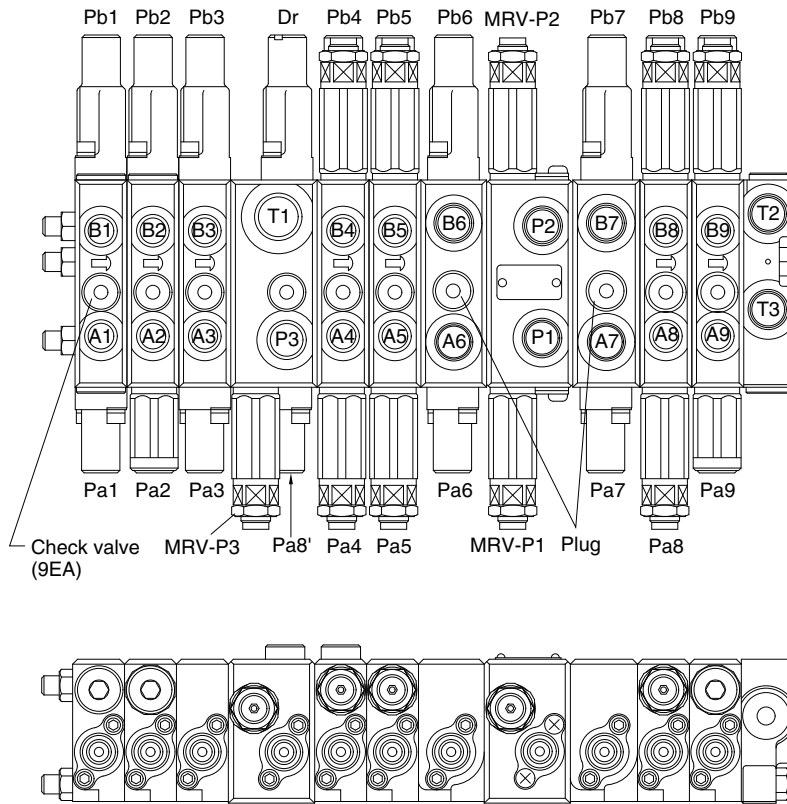 Pb1 Pb2 Pb3 Dr Pb4 Pb5 Pb6 MRV-P2 Pb7 Pb8 Pb9
T1 T2
B1 B2 B3 B4 B5 B6 P2 B7 B8 B9
T3
A1 A2 A3 P3 A4 A5 A6 P1 A7 A8 A9
Pa1 Pa2 Pa3 Pa6 Pa7 Pa9
Check valve
(9EA)
MRV-P3 Pa8' Pa4 Pa5 MRV-P1 Plug Pa8